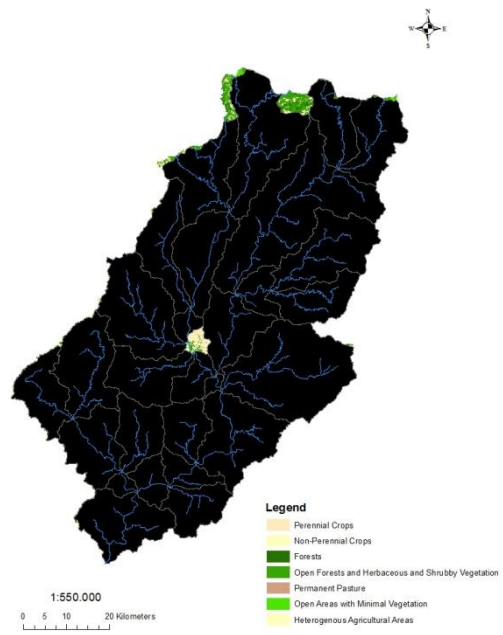 N
W E
S
Legend
Perennial Crops
Non-Perennial Crops
Forests
Open Forests and Herbaceous and Shrubby Vegetation
Permanent Pasture
Open Areas with Minimal Vegetation
Heterogenous Agricultural Areas
1:550.000
0 5 10 20 Kilometers